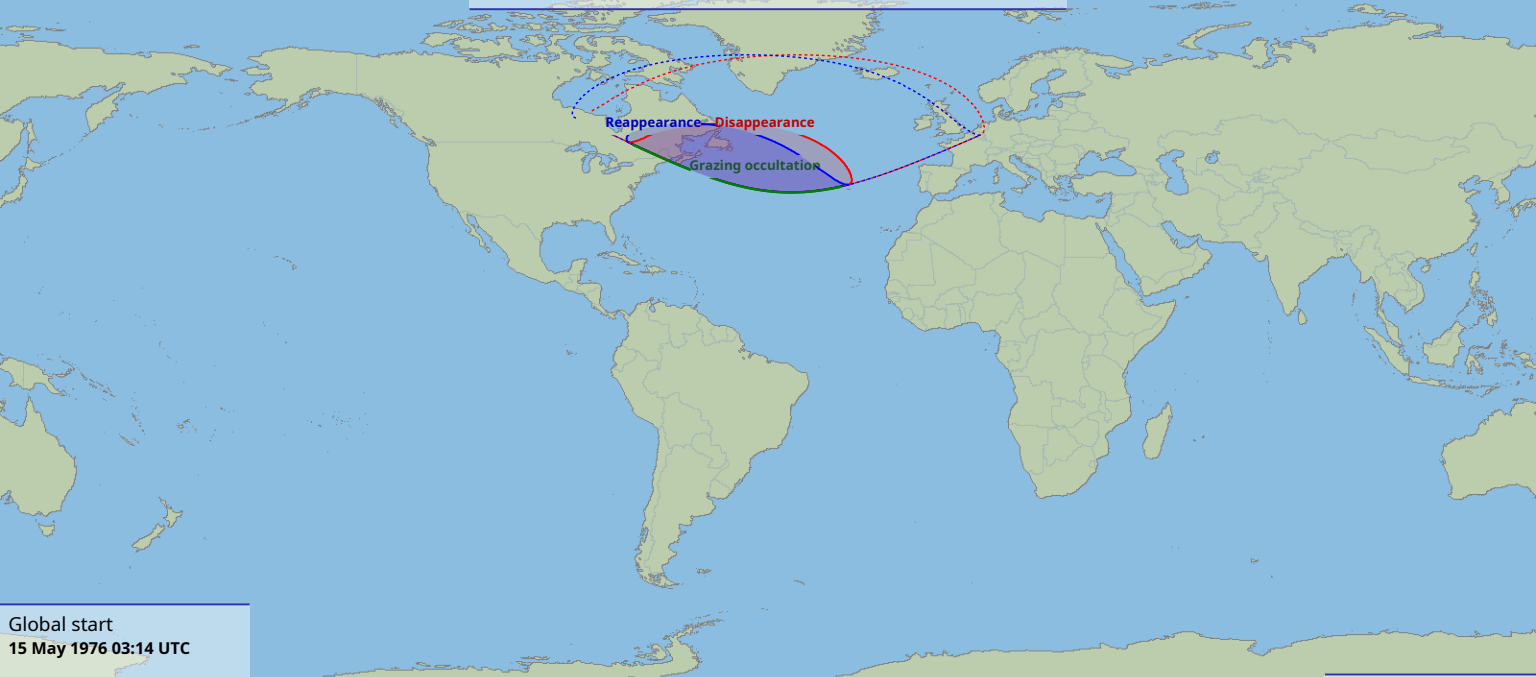 Reappearance
Disappearance
Grazing occultation
Global start
15 May 1976 03:14 UTC